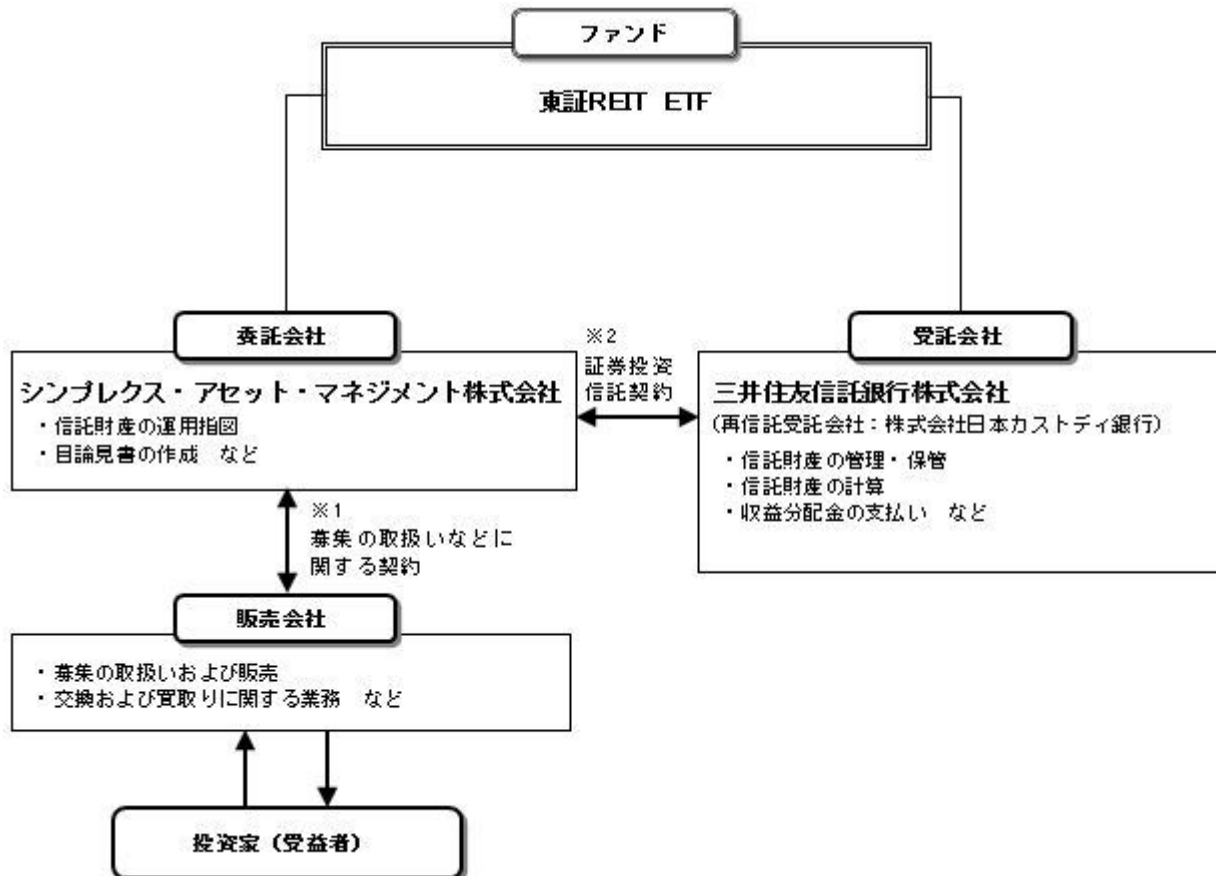 ファンド
東証REIT ETF
委託会社
シンプレクス・アセット・マネジメント株式会社
・信託財産の運用指図
・目論見書の作成 など
※2
証券投資
信託契約
受託会社
三井住友信託銀行株式会社
(再信託受託会社:株式会社日本カストディ銀行)
・信託財産の管理・保管
・信託財産の計算
・収益分配金の支払い など
※1
募集の取扱いなどに
関する契約
販売会社
・募集の取扱いおよび販売
・交換および買取りに関する業務 など
投資家(受益者)